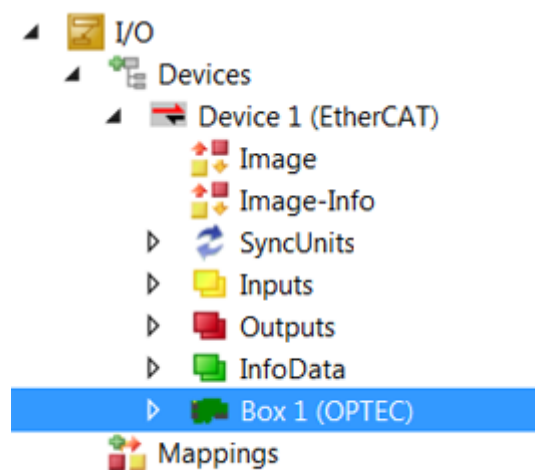 I/O
Devices
Device 1 (EtherCAT)
Image
Image-Info
SyncUnits
Inputs
Outputs
InfoData
Box 1 (OPTEC)
Mappings